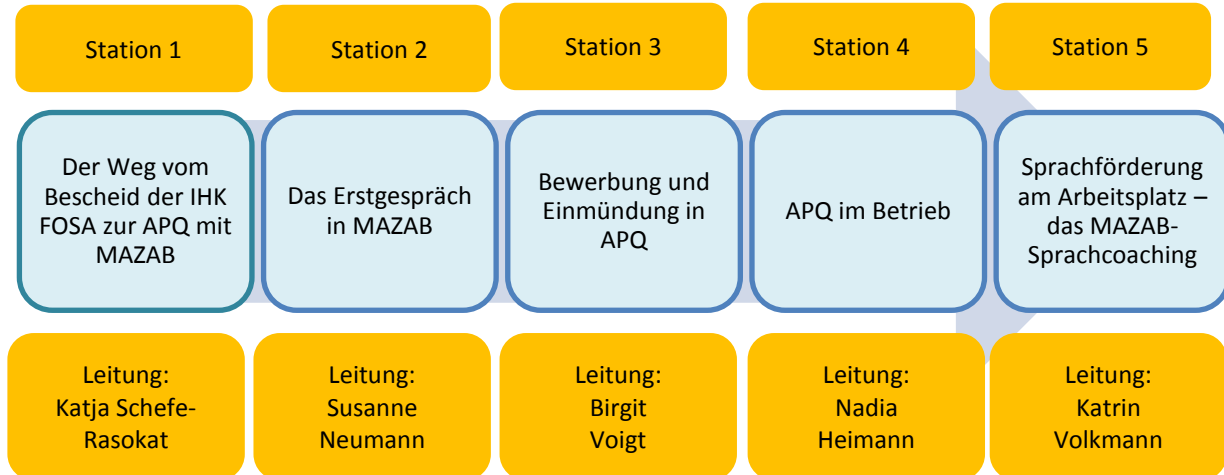 Station 1
Station 2
Station 3
Station 4
Station 5
Der Weg vom
Bescheid der IHK
FOSA zur APQ mit
MAZAB
Das Erstgespräch
in MAZAB
Bewerbung und
Einmündung in
APQ
APQ im Betrieb
Sprachförderung
am Arbeitsplatz –
das MAZAB-
Sprachcoaching
Leitung:
Katja Schefe-
Rasokat
Leitung:
Susanne
Neumann
Leitung:
Birgit
Voigt
Leitung:
Nadia
Heimann
Leitung:
Katrin
Volkmann